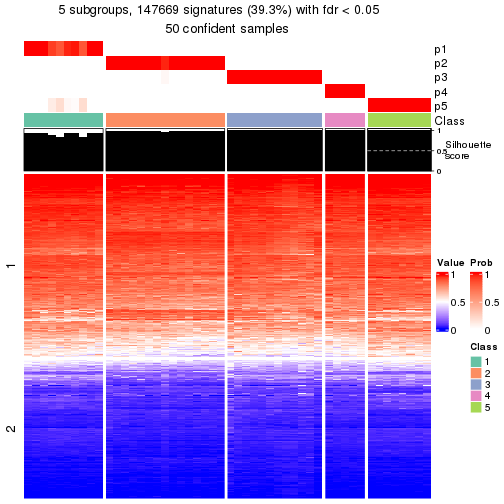 5 subgroups, 147669 signatures (39.3%) with fdr < 0.05
50 confident samples
p1
p2
p3
p4
p5
Class
1
0.5
0
Silhouette
score
1
2
Value
1
0.5
0
Prob
1
0.5
0
Class
1
2
3
4
5